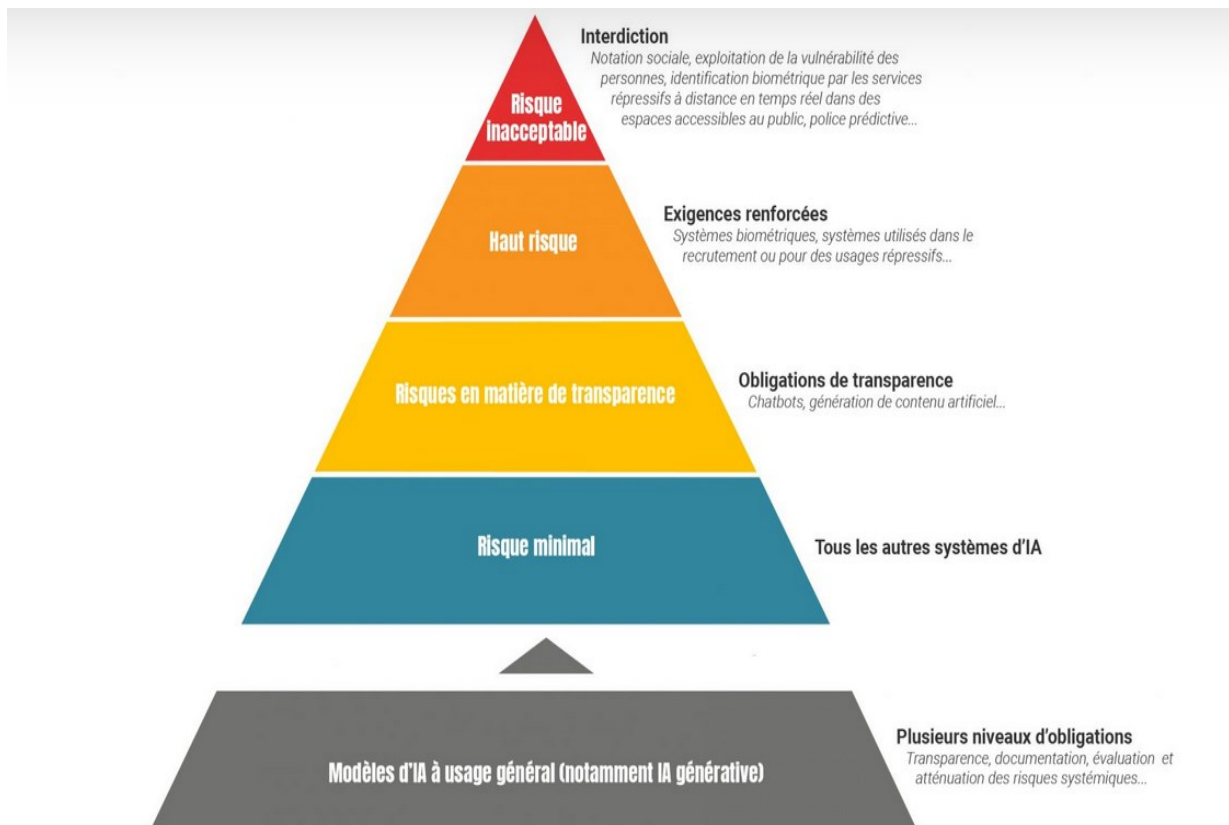 Interdiction
Notation sociale, exploitation de la vulnérabilité des
personnes, identification biométrique par les services
répressifs à distance en temps réel dans des
espaces accessibles au public, police prédictive...
Risque
inacceptable
Exigences renforcées
Systèmes biométriques, systèmes utilisés dans le
recrutement ou pour des usages répressifs...
Haut risque
Obligations de transparence
Chatbots, génération de contenu artificiel...
Risques en matière de transparence
Risque minimal
Tous les autres systèmes d'IA
Plusieurs niveaux d'obligations
Transparence, documentation, évaluation et
atténuation des risques systémiques...
Modèles d'IA à usage général (notamment IA générative)